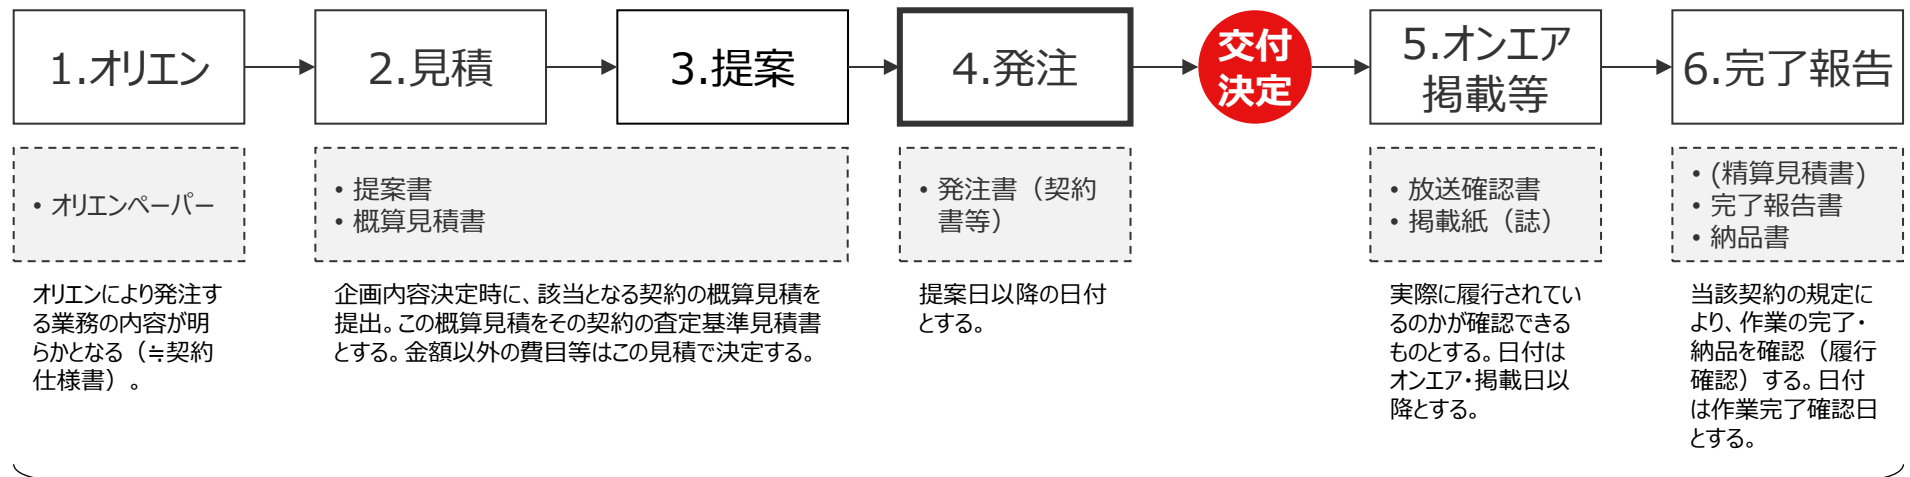 1.オリエン
2.見積
3.提案
4.発注
交付
決定
5.オンエア
掲載等
6.完了報告
• オリエンペーパー
• 提案書
• 概算見積書
• 発注書（契約
書等）
• 放送確認書
• 掲載紙（誌）
• (精算見積書)
• 完了報告書
• 納品書
オリエンにより発注す
る業務の内容が明
らかとなる（≒契約
仕様書）。
企画内容決定時に、該当となる契約の概算見積を
提出。この概算見積をその契約の査定基準見積書
とする。金額以外の費目等はこの見積で決定する。
提案日以降の日付
とする。
実際に履行されてい
るのかが確認できる
ものとする。日付は
オンエア・掲載日以
降とする。
当該契約の規定に
より、作業の完了・
納品を確認（履行
確認）する。日付
は作業完了確認日
とする。